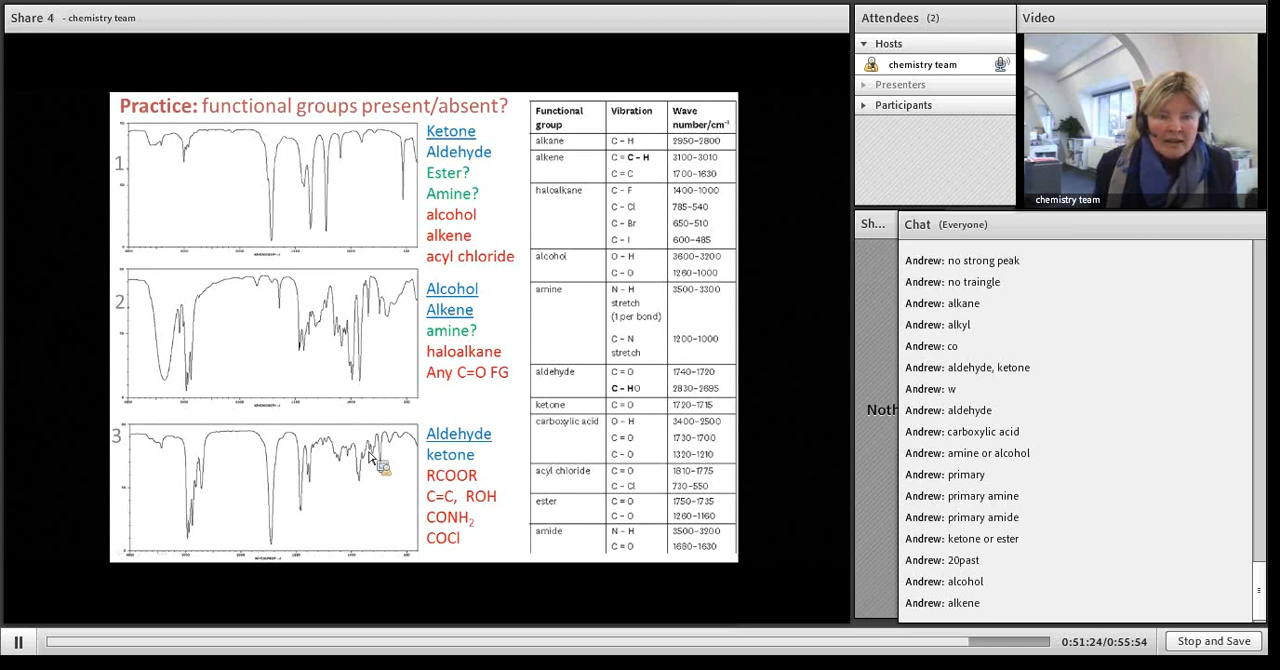 Share 4 - chemistry team
Practice: functional groups present/absent?
1
Ketone
Aldehyde
Ester?
Amine?
alcohol
alkene
acyl chloride
2
Alcohol
Alkene
amine?
haloalkane
Any C=O FG
3
Aldehyde
ketone
RCOOR
C=C, ROH
CONH₂
COCl
Functional group Vibration Wave number/cm⁻¹
alkane C – H 2950–2800
alkene C = C – H 3100–3010
C = C 1700–1630
haloalkane C – F 1400–1000
C – Cl 785–540
C – Br 650–510
C – I 600–485
alcohol O – H 3600–3200
C – O 1260–1000
amine N – H 3500–3300
stretch
(1 per bond)
C – N 1200–1000
stretch
aldehyde C = O 1740–1720
C – HO 2830–2695
ketone C = O 1720–1715
carboxylic acid O – H 3400–2500
C = O 1730–1700
C – O 1320–1210
acyl chloride C = O 1810–1775
C – Cl 730–550
ester C = O 1750–1735
C – O 1260–1160
amide N – H 3500–3200
C = O 1680–1630
Attendees (2)
Hosts
chemistry team
Presenters
Participants
Video
chemistry team
Sh...
Noth
Chat (Everyone)
Andrew: no strong peak
Andrew: no traingle
Andrew: alkane
Andrew: alkyl
Andrew: co
Andrew: aldehyde, ketone
Andrew: w
Andrew: aldehyde
Andrew: carboxylic acid
Andrew: amine or alcohol
Andrew: primary
Andrew: primary amine
Andrew: primary amide
Andrew: ketone or ester
Andrew: 20past
Andrew: alcohol
Andrew: alkene
0:51:24/0:55:54
Stop and Save